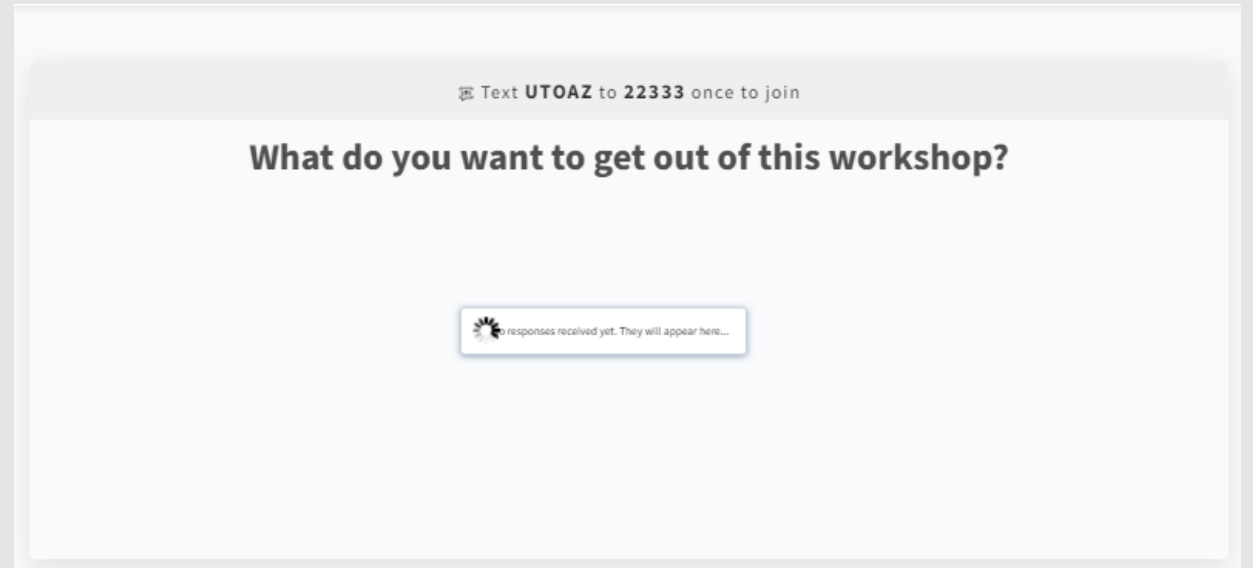 Text UTOAZ to 22333 once to join
What do you want to get out of this workshop?
responses received yet. They will appear here...